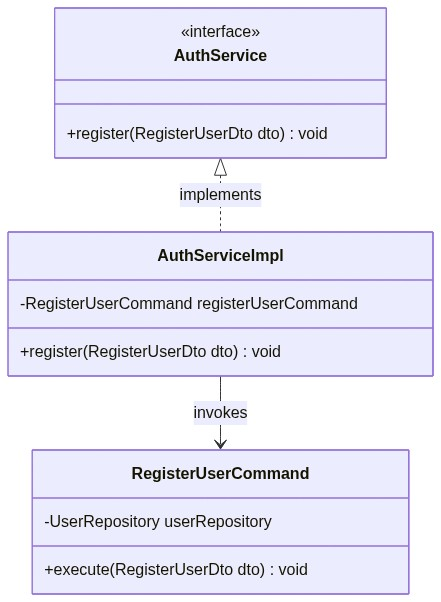 «interface»
AuthService
+register(RegisterUserDto dto) : void
implements
AuthServiceImpl
-RegisterUserCommand registerUserCommand
+register(RegisterUserDto dto) : void
invokes
RegisterUserCommand
-UserRepository userRepository
+execute(RegisterUserDto dto) : void